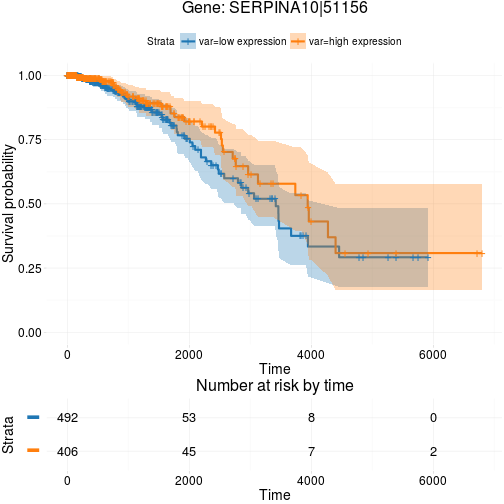 Gene: SERPINA10|51156
Strata var=low expression var=high expression
Survival probability
1.00
0.75
0.50
0.25
0.00
0 2000 4000 6000
Time
Number at risk by time
Strata
492 53 8 0
406 45 7 2
0 2000 4000 6000
Time